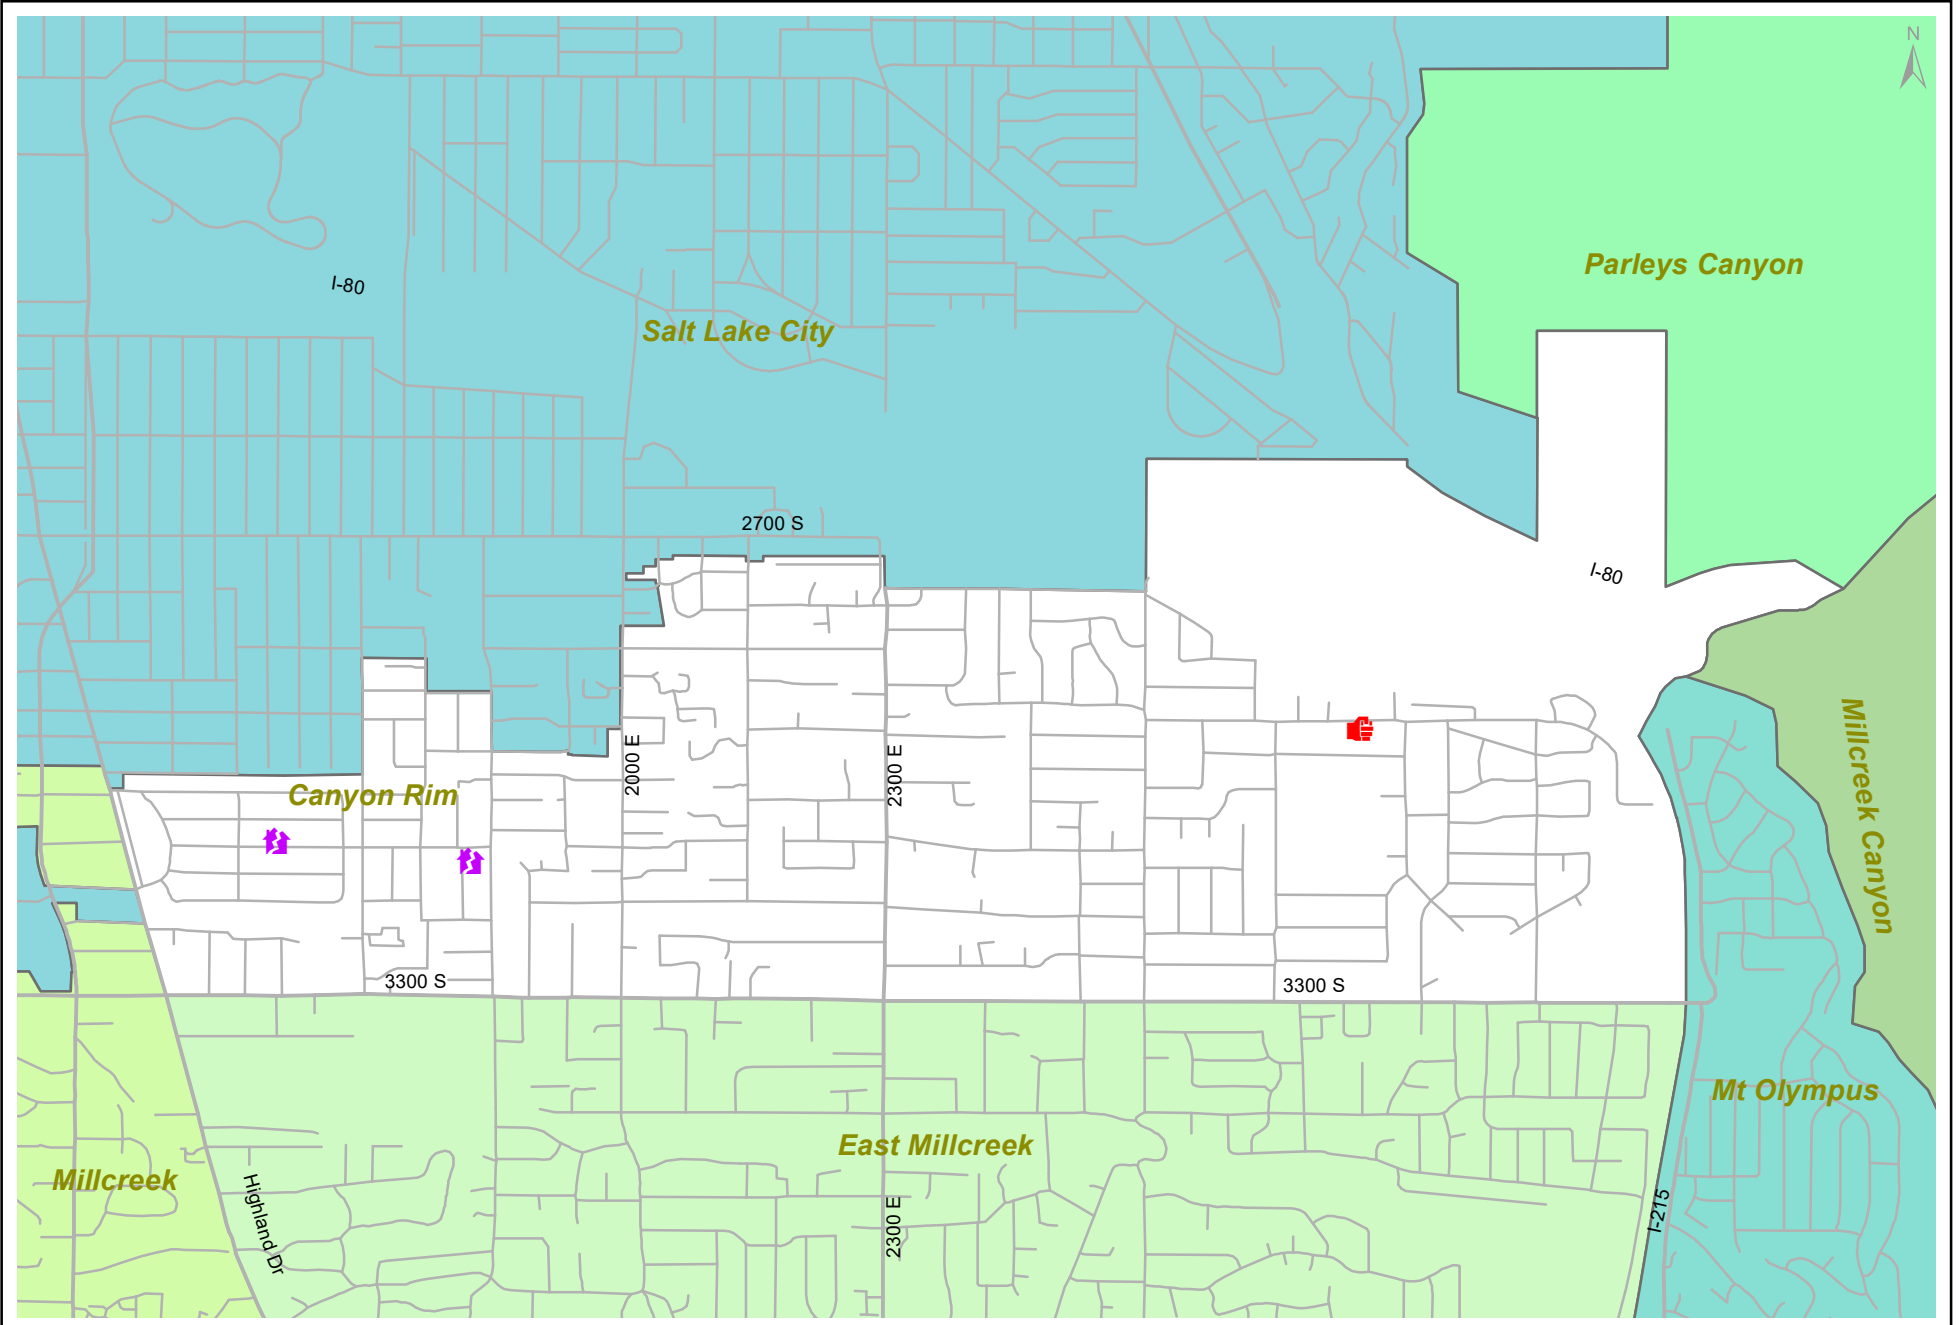 N
Parleys Canyon
I-80
Salt Lake City
2700 S
I-80
2000 E
2300 E
Canyon Rim
Millcreek Canyon
3300 S
3300 S
Mt Olympus
East Millcreek
Millcreek
Highland Dr
2300 E
I-215